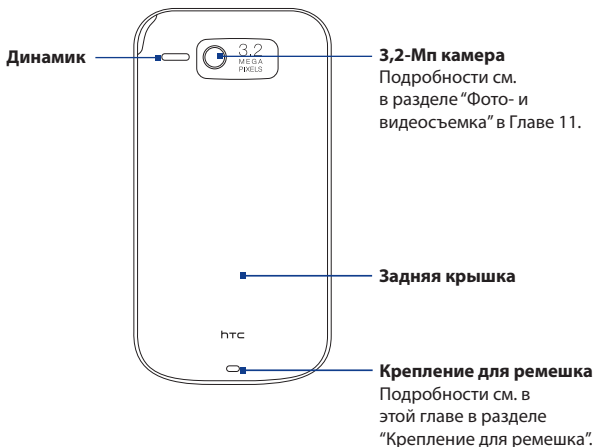 Динамик
3.2
MEGA
PIXELS
3,2-Мп камера
Подробности см.
в разделе “Фото- и
видеосъемка” в Главе 11.
Задняя крышка
hTC
Крепление для ремешка
Подробности см. в
этой главе в разделе
“Крепление для ремешка”.